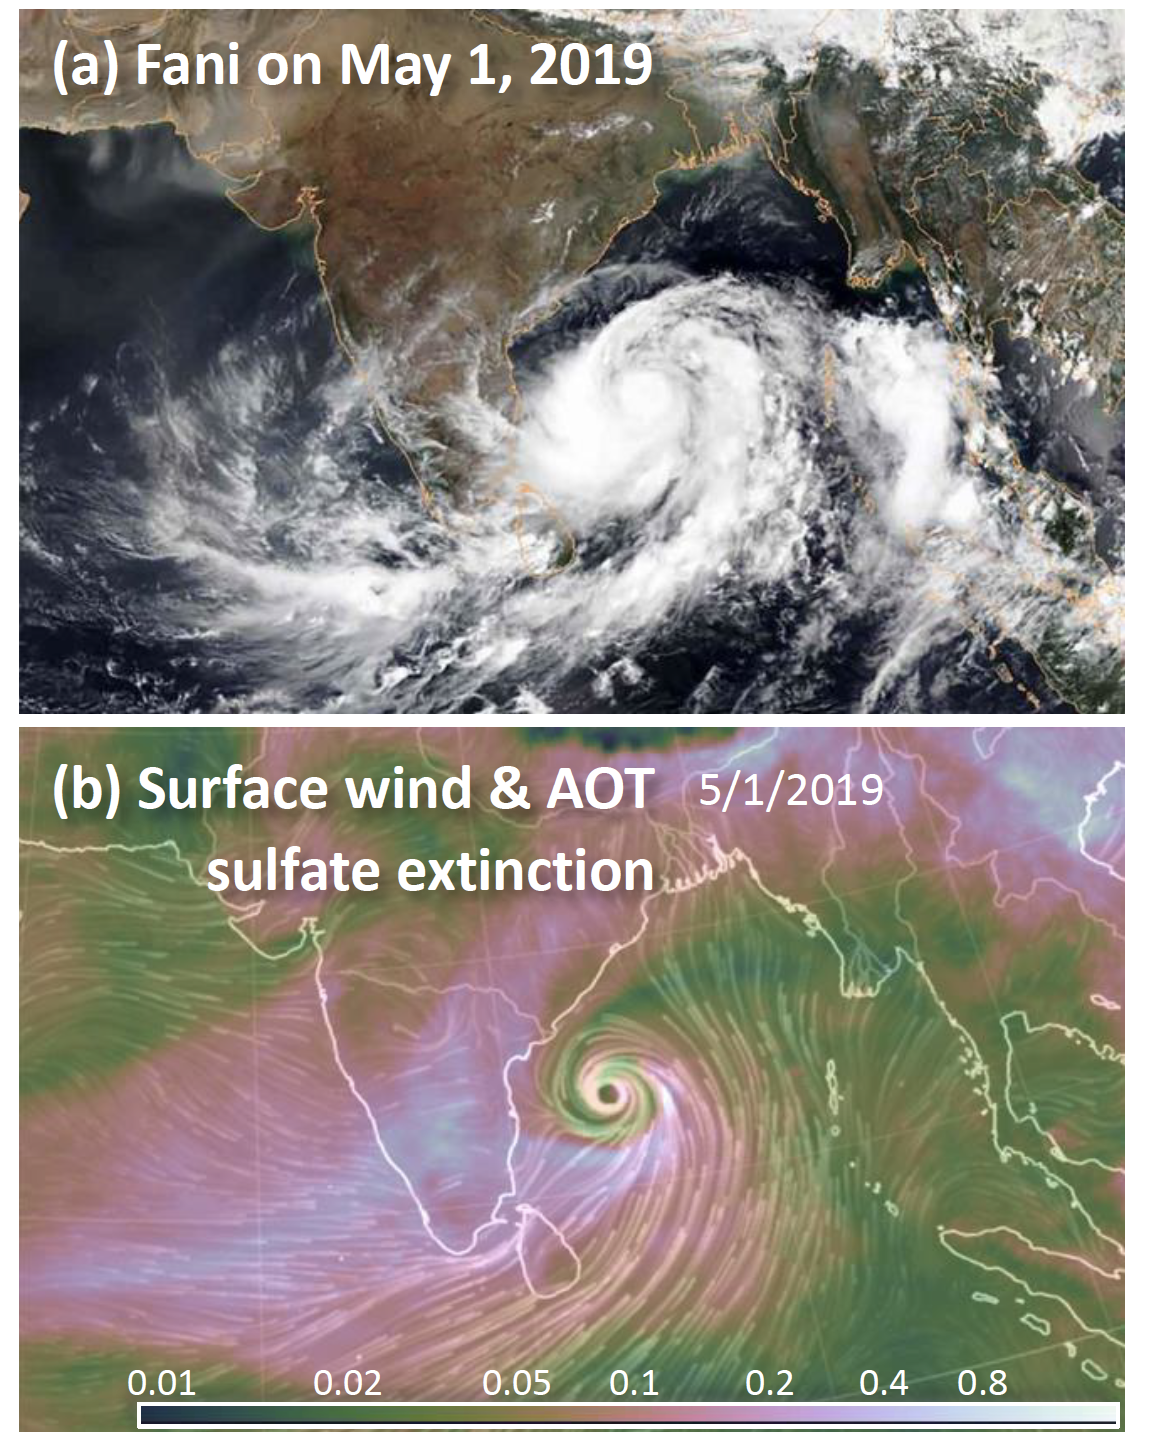 (a) Fani on May 1, 2019
(b) Surface wind & AOT 5/1/2019
sulfate extinction
0.01 0.02 0.05 0.1 0.2 0.4 0.8